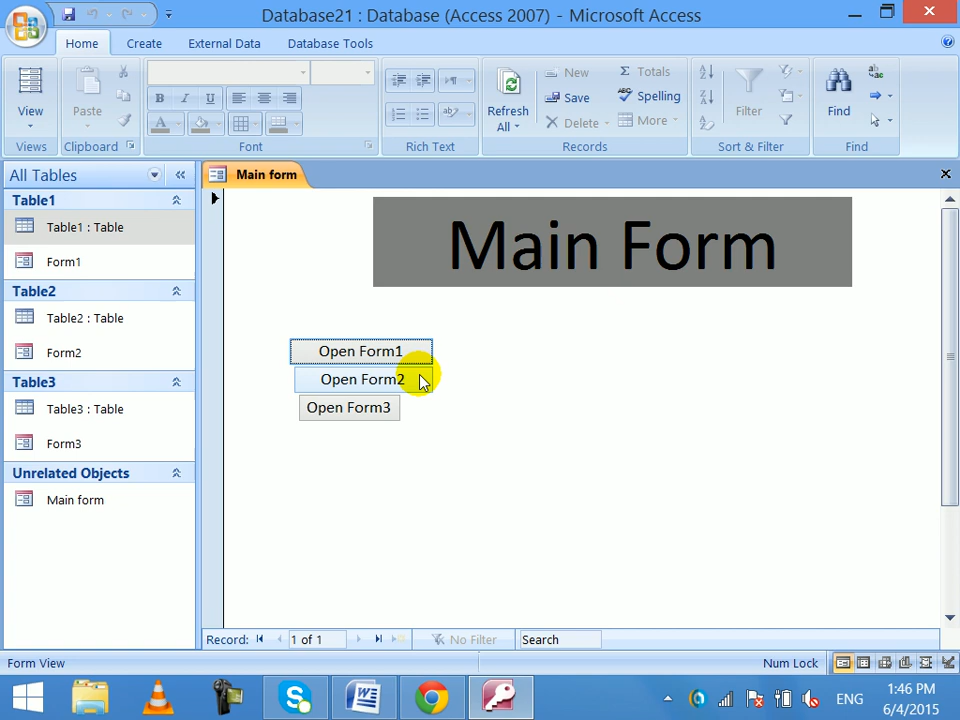 Database21 : Database (Access 2007) - Microsoft Access
Home Create External Data Database Tools
View
Paste
B I U
A
Refresh All
New
Save
Delete
Σ Totals
ABC Spelling
More
Filter
Find
Views Clipboard Font Rich Text Records Sort & Filter Find
All Tables
Table1
Table1 : Table
Form1
Table2
Table2 : Table
Form2
Table3
Table3 : Table
Form3
Unrelated Objects
Main form
Main form
Main Form
Open Form1
Open Form2
Open Form3
Record: 1 of 1 No Filter Search
Form View Num Lock
ENG
1:46 PM
6/4/2015